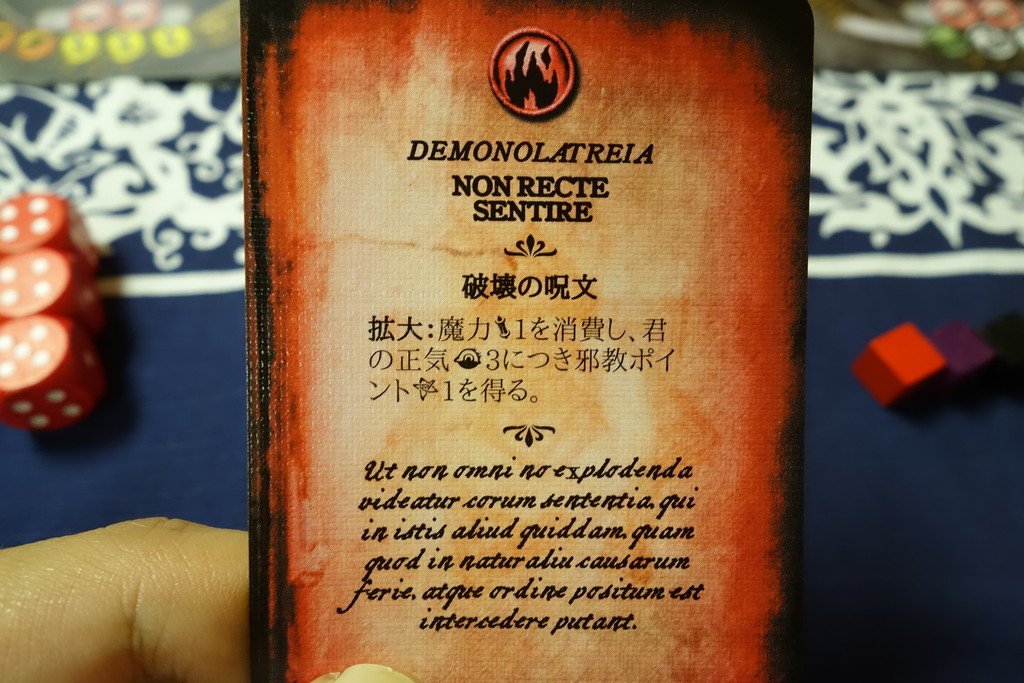 DEMONOLATREIA
NON RECTE
SENTIRE
破壊の呪文
拡大:魔力1を消費し、君
の正気3につき邪教ポイ
ント1を得る。
Ut non omni no explodenda
videatur corum sententia, qui
in istis aliud quiddam, quam
quod in natur aliu causarum
ferie, atque ordine positum est
intercedere putant.